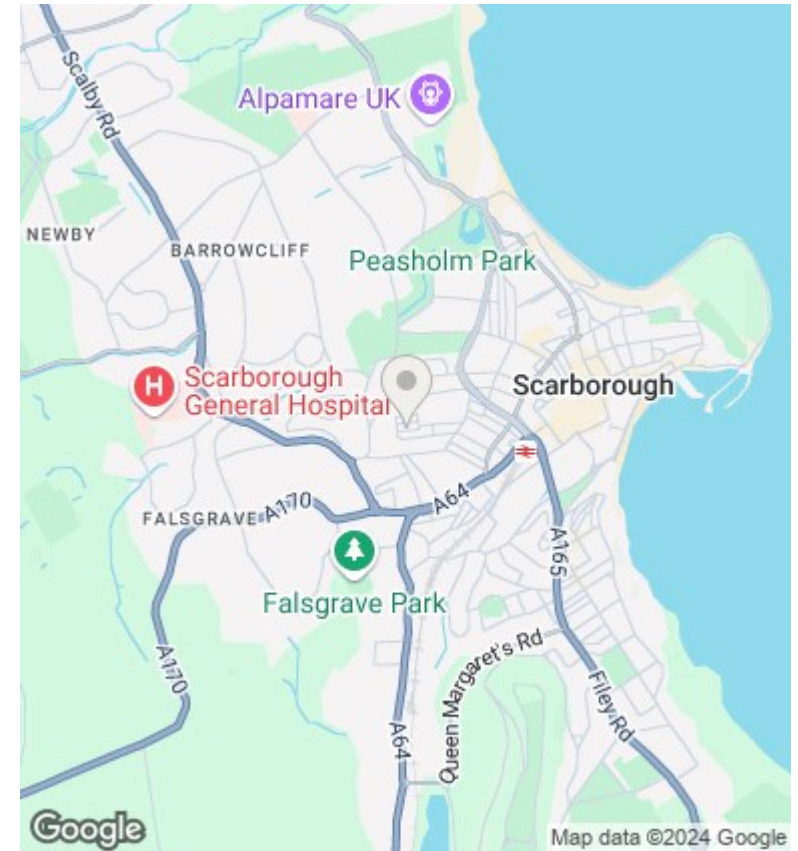 Scalby Rd
Alpamare UK
NEWBY
BARROWCLIFF
Peasholm Park
H
Scarborough
General Hospital
Scarborough
A170
FALSGRAVE
A64
A165
Falsgrave Park
A170
A64
Queen Margaret's Rd
Filey Rd
Google
Map data ©2024 Google